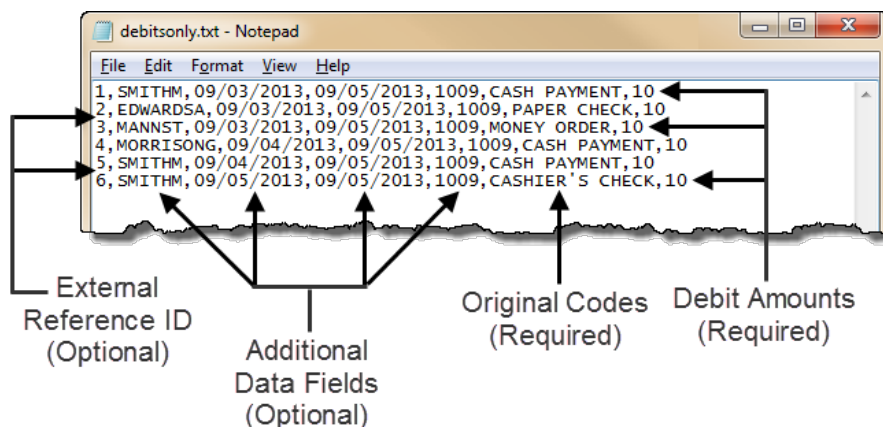 debitsonly.txt - Notepad
File Edit Format View Help
1,SMITHM,09/03/2013,09/05/2013,1009,CASH PAYMENT,10
2,EDWARDSA,09/03/2013,09/05/2013,1009,PAPER CHECK,10
3,MANNST,09/03/2013,09/05/2013,1009,MONEY ORDER,10
4,MORRISONG,09/04/2013,09/05/2013,1009,CASH PAYMENT,10
5,SMITHM,09/04/2013,09/05/2013,1009,CASH PAYMENT,10
6,SMITHM,09/05/2013,09/05/2013,1009,CASHIER'S CHECK,10
External
Reference ID
(Optional)
Additional
Data Fields
(Optional)
Original Codes
(Required)
Debit Amounts
(Required)